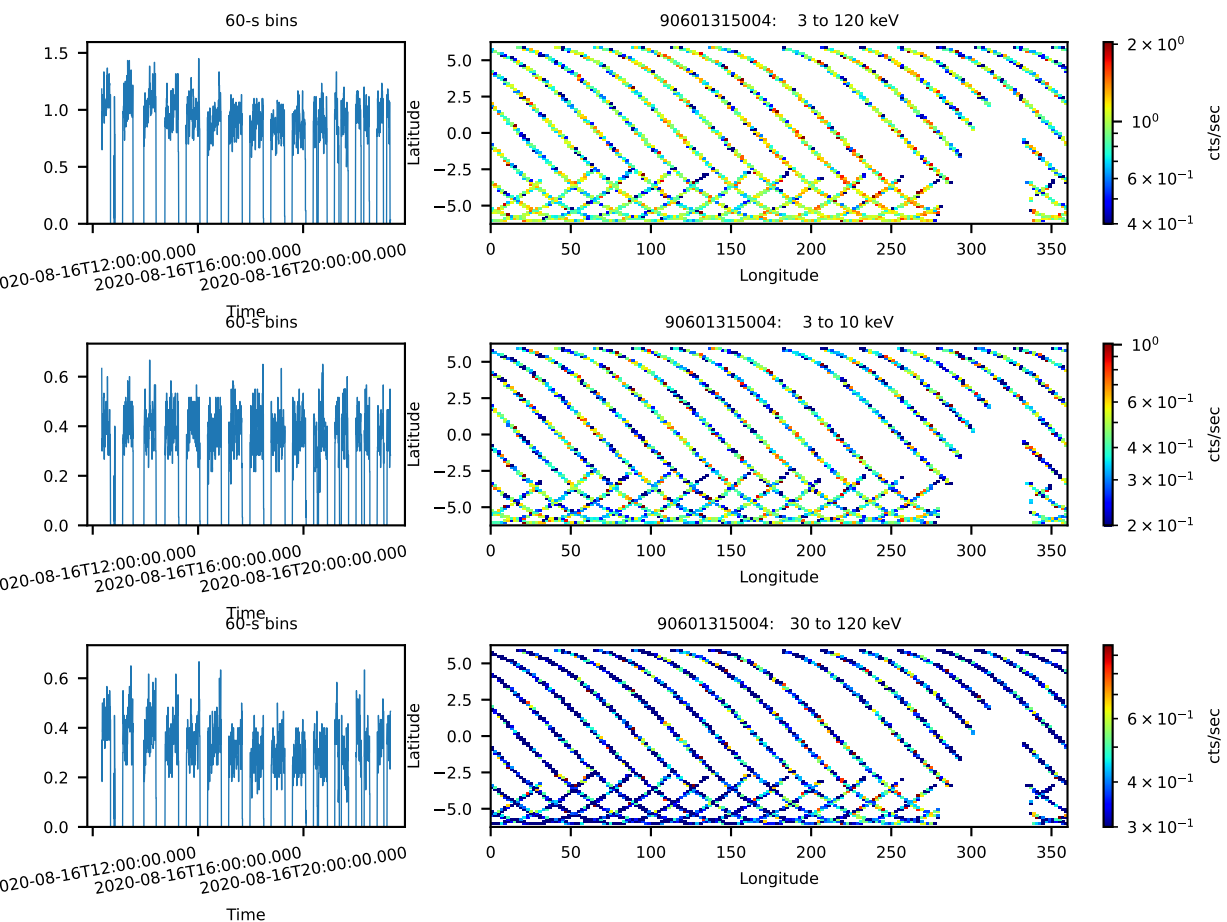 60-s bins
90601315004: 3 to 120 keV
1.5
1.0
0.5
0.0
Latitude
5.0
2.5
0.0
−2.5
−5.0
0 50 100 150 200 250 300 350
Longitude
2 × 10⁰
10⁰
6 × 10⁻¹
4 × 10⁻¹
cts/sec
020-08-16T12:00:00.000
2020-08-16T16:00:00.000
2020-08-16T20:00:00.000
Time
60-s bins
90601315004: 3 to 10 keV
0.6
0.4
0.2
0.0
Latitude
5.0
2.5
0.0
−2.5
−5.0
0 50 100 150 200 250 300 350
Longitude
10⁰
6 × 10⁻¹
4 × 10⁻¹
3 × 10⁻¹
2 × 10⁻¹
cts/sec
020-08-16T12:00:00.000
2020-08-16T16:00:00.000
2020-08-16T20:00:00.000
Time
60-s bins
90601315004: 30 to 120 keV
0.6
0.4
0.2
0.0
Latitude
5.0
2.5
0.0
−2.5
−5.0
0 50 100 150 200 250 300 350
Longitude
6 × 10⁻¹
4 × 10⁻¹
3 × 10⁻¹
cts/sec
020-08-16T12:00:00.000
2020-08-16T16:00:00.000
2020-08-16T20:00:00.000
Time